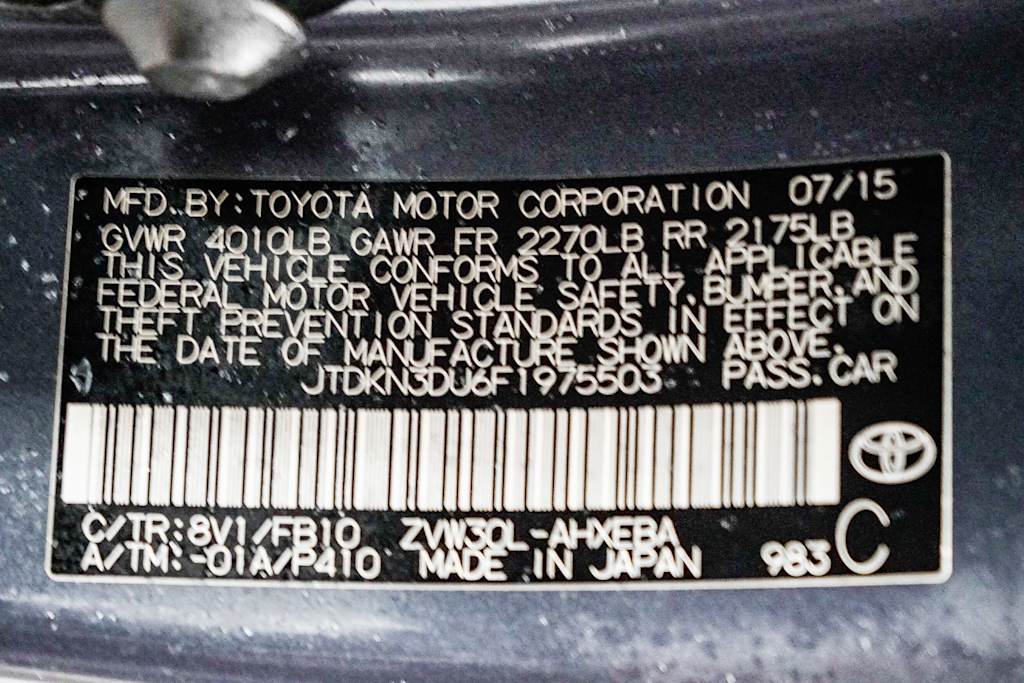 MFD. BY: TOYOTA MOTOR CORPORATION 07/15
GVWR 4010LB GAWR FR 2270LB RR 2175LB
THIS VEHICLE CONFORMS TO ALL APPLICABLE
FEDERAL MOTOR VEHICLE SAFETY, BUMPER, AND
THEFT PREVENTION STANDARDS IN EFFECT ON
THE DATE OF MANUFACTURE SHOWN ABOVE.
JTDKN3DU6F1975503 PASS. CAR
C/TR: 8V1/FB10 ZVW30L-AHXEBA
A/TM: -01A/P410 MADE IN JAPAN 983 C